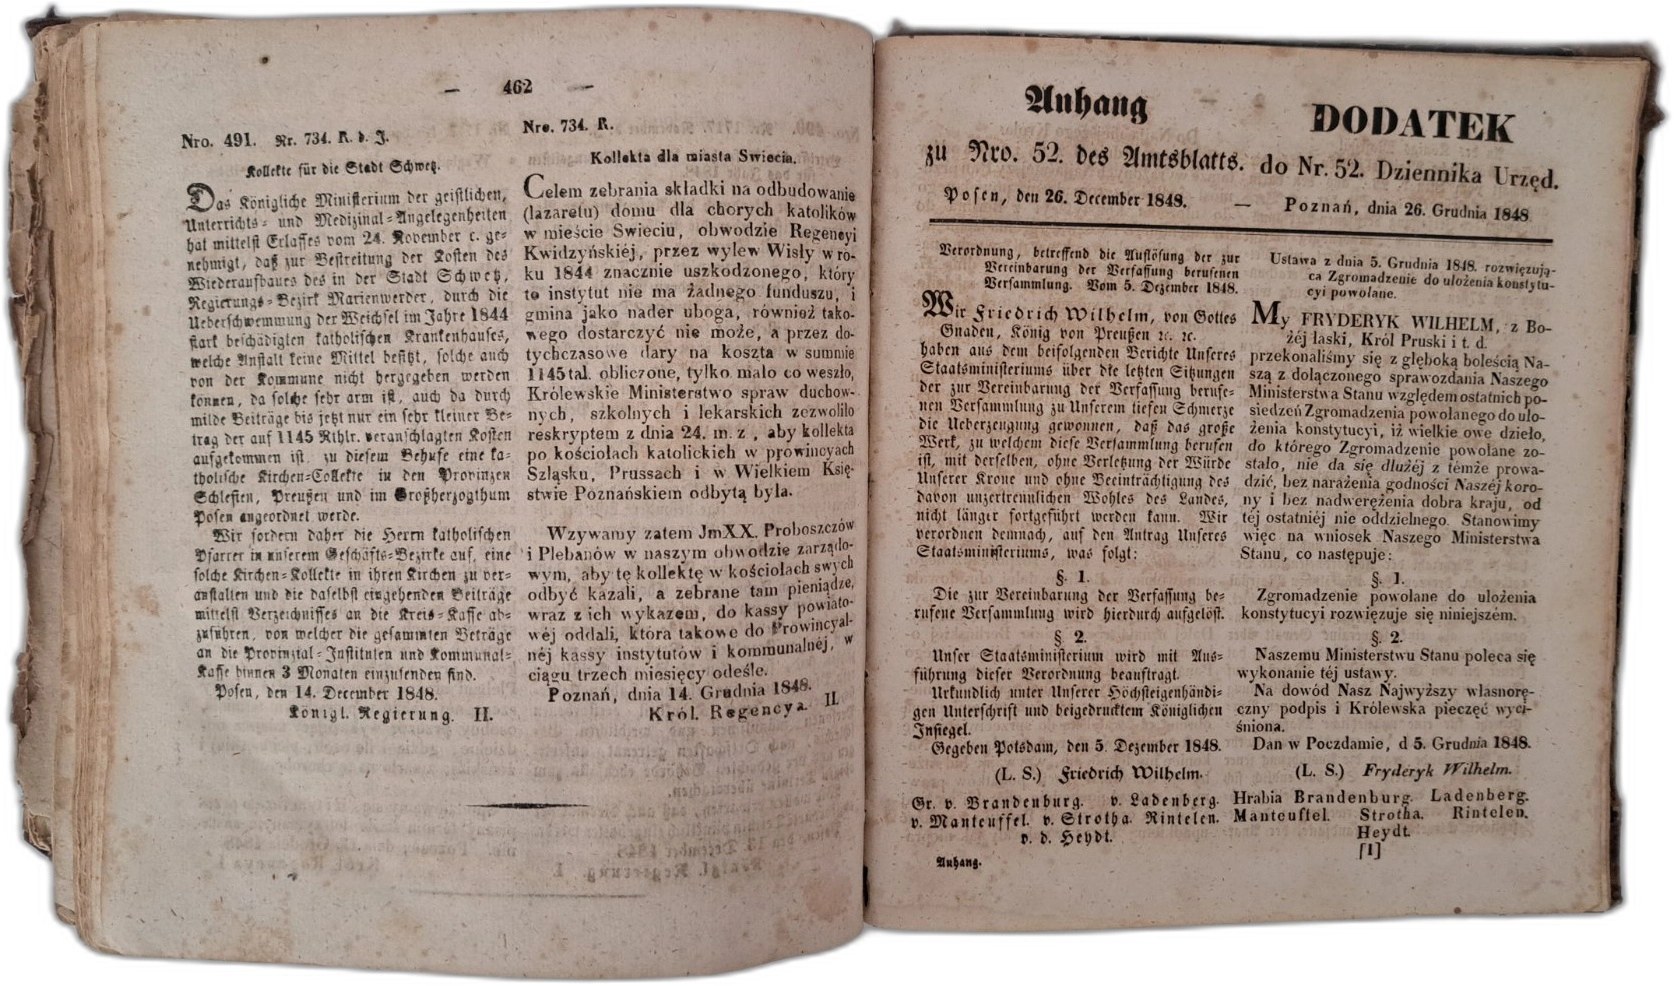 — 462 —
Nro. 491. Nr. 734. R. d. J.
Kollekte für die Stadt Schwetz.
Das Königliche Ministerium der geistlichen,
Unterrichts- und Medizinal-Angelegenheiten
hat mittelst Erlasses vom 24. November c. ge-
nehmigt, daß zur Bestreitung der Kosten des
Wiederaufbaues des in der Stadt Schwetz,
Regierungs-Bezirk Marienwerder, durch die
Ueberschwemmung der Weichsel im Jahre 1844
stark beschädigten katholischen Krankenhauses,
welche Anstalt keine Mittel besitzt, solche auch
von der Kommune nicht hergegeben werden
können, da solche sehr arm ist, auch da durch
milde Beiträge bis jetzt nur ein sehr kleiner Be-
trag der auf 1145 Rthlr. veranschlagten Kosten
aufgekommen ist, zu diesem Behufe eine ka-
tholische Kirchen-Collekte in den Provinzen
Schlesien, Preußen und im Großherzogthum
Posen angeordnet werde.
Wir fordern daher die Herrn katholischen
Pfarrer in unserem Geschäfts-Bezirke auf, eine
solche Kirchen-Kollekte in ihren Kirchen zu ver-
anstalten und die daselbst eingehenden Beiträge
mittelst Verzeichnisses an die Kreis-Kasse ab-
zuführen, von welcher die gesammten Beträge
an die Provinzial-Instituten und Kommunal-
Kasse binnen 3 Monaten einzusenden sind.
Posen, den 14. December 1848.
Königl. Regierung. II.
Nro. 734. R.
Kollekta dla miasta Swiecia.
Celem zebrania składki na odbudowanie
(lazaretu) domu dla chorych katolików
w mieście Swieciu, obwodzie Regencyi
Kwidzyńskiéj, przez wylew Wisły w ro-
ku 1844 znacznie uszkodzonego, który
to instytut nie ma żadnego funduszu, i
gmina jako nader uboga, również tako-
wego dostarczyć nie może, a przez do-
tychczasowe dary na koszta w summie
1145 tal. obliczone, tylko mało co weszło,
Królewskie Ministerstwo spraw duchow-
nych, szkolnych i lekarskich zezwoliło
reskryptem z dnia 24. m. z , aby kollekta
po kościołach katolickich w prowincyach
Szląsku, Prussach i w Wielkiem Księ-
stwie Poznańskiem odbytą była.
Wzywamy zatem JmXX. Proboszczów
i Plebanów w naszym obwodzie zarządo-
wym, aby tę kollektę w kościołach swych
odbyć kazali, a zebrane tam pieniądze,
wraz z ich wykazem, do kassy powiato-
wéj oddali, która takowe do Prowincyal-
néj kassy instytutów i kommunalnéj, w
ciągu trzech miesięcy odeśle.
Poznań, dnia 14. Grudnia 1848.
Król. Regencya. II.
Anhang
zu Nro. 52. des Amtsblatts.
Posen, den 26. December 1848. —
DODATEK
do Nr. 52. Dziennika Urzęd.
Poznań, dnia 26. Grudnia 1848
Verordnung, betreffend die Auflösung der zur
Vereinbarung der Verfassung berufenen
Versammlung. Vom 5. Dezember 1848.
Wir Friedrich Wilhelm, von Gottes
Gnaden, König von Preußen ꝛc. ꝛc.
haben aus dem beifolgenden Berichte Unseres
Staatsministeriums über die letzten Sitzungen
der zur Vereinbarung der Verfassung berufe-
nen Versammlung zu Unserem tiefen Schmerze
die Ueberzeugung gewonnen, daß das große
Werk, zu welchem diese Versammlung berufen
ist, mit derselben, ohne Verletzung der Würde
Unserer Krone und ohne Beeinträchtigung des
davon unzertrennlichen Wohles des Landes,
nicht länger fortgeführt werden kann. Wir
verordnen demnach, auf den Antrag Unseres
Staatsministeriums, was folgt:
§. 1.
Die zur Vereinbarung der Verfassung be-
rufene Versammlung wird hierdurch aufgelöst.
§. 2.
Unser Staatsministerium wird mit Aus-
führung dieser Verordnung beauftragt.
Urkundlich unter Unserer Höchsteigenhändi-
gen Unterschrift und beigedrucktem Königlichen
Insiegel.
Gegeben Potsdam, den 5. Dezember 1848.
(L. S.) Friedrich Wilhelm.
Gr. v. Brandenburg. v. Ladenberg.
v. Manteuffel. v. Strotha. Rintelen.
v. d. Heydt.
Anhang.
Ustawa z dnia 5. Grudnia 1848. rozwięzują-
ca Zgromadzenie do ułożenia konstytu-
cyi powołane.
My FRYDERYK WILHELM, z Bo-
żéj łaski, Król Pruski i t. d.
przekonaliśmy się z głęboką boleścią Na-
szą z dołączonego sprawozdania Naszego
Ministerstwa Stanu względem ostatnich po-
siedzeń Zgromadzenia powołanego do uło-
żenia konstytucyi, iż wielkie owe dzieło,
do którego Zgromadzenie powołane zo-
stało, nie da się dłużéj z témże prowa-
dzić, bez narażenia godności Naszéj koro-
ny i bez nadweręźenia dobra kraju, od
téj ostatniéj nie oddzielnego. Stanowimy
więc na wniosek Naszego Ministerstwa
Stanu, co następuje:
§. 1.
Zgromadzenie powołane do ułożenia
konstytucyi rozwięzuje się niniejszém.
§. 2.
Naszemu Ministerstwu Stanu poleca się
wykonanie téj ustawy.
Na dowód Nasz Najwyższy własnorę-
czny podpis i Królewska pieczęć wyci-
śniona.
Dan w Poczdamie, d 5. Grudnia 1848.
(L. S.) Fryderyk Wilhelm.
Hrabia Brandenburg. Ladenberg.
Manteuffel. Strotha. Rintelen.
Heydt.
[1]